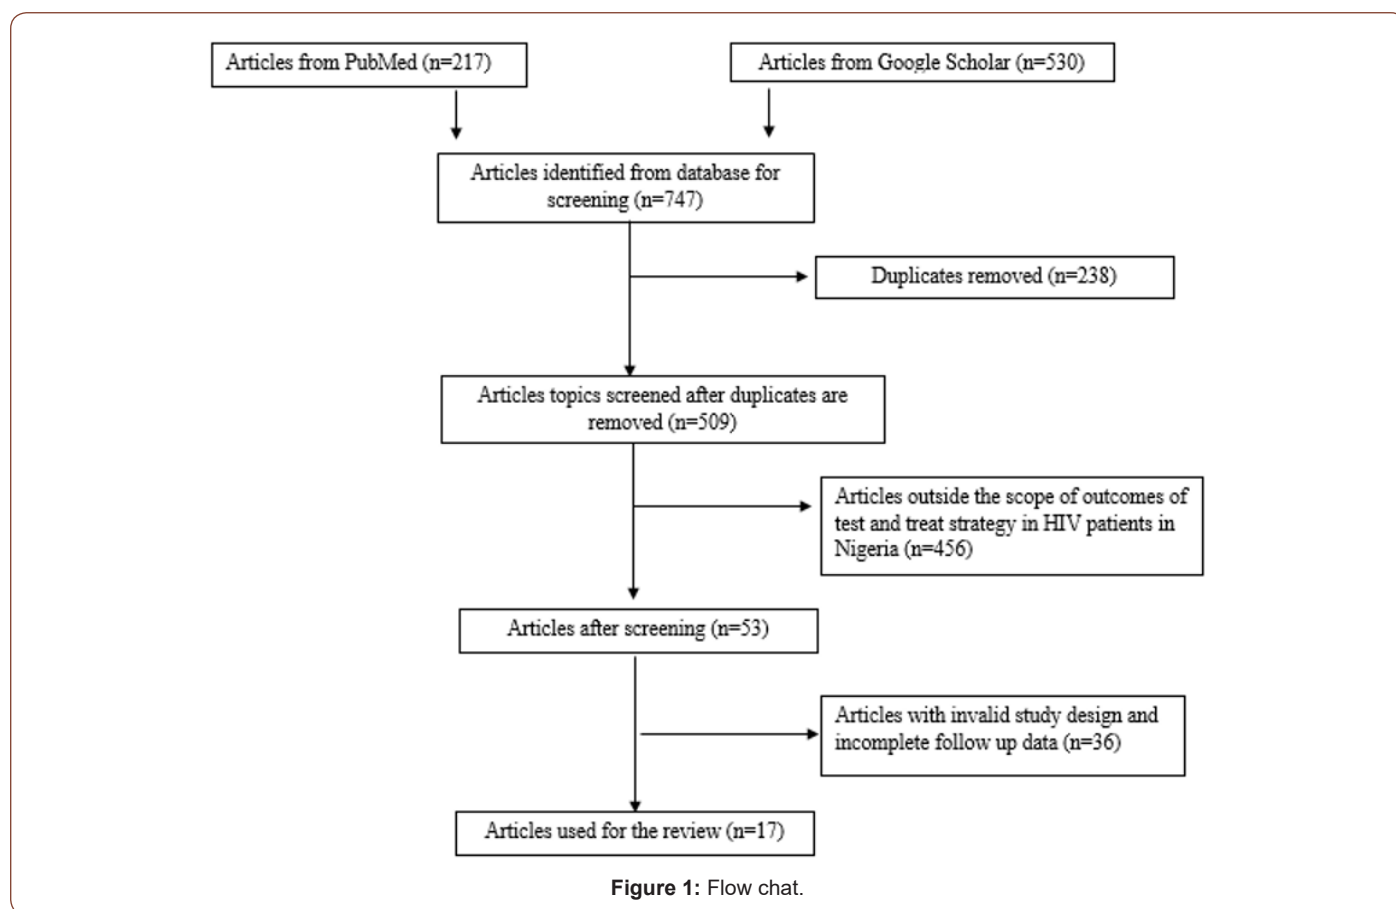 Articles from PubMed (n=217)
Articles from Google Scholar (n=530)
Articles identified from database for
screening (n=747)
Duplicates removed (n=238)
Articles topics screened after duplicates are
removed (n=509)
Articles outside the scope of outcomes of
test and treat strategy in HIV patients in
Nigeria (n=456)
Articles after screening (n=53)
Articles with invalid study design and
incomplete follow up data (n=36)
Articles used for the review (n=17)
Figure 1: Flow chat.